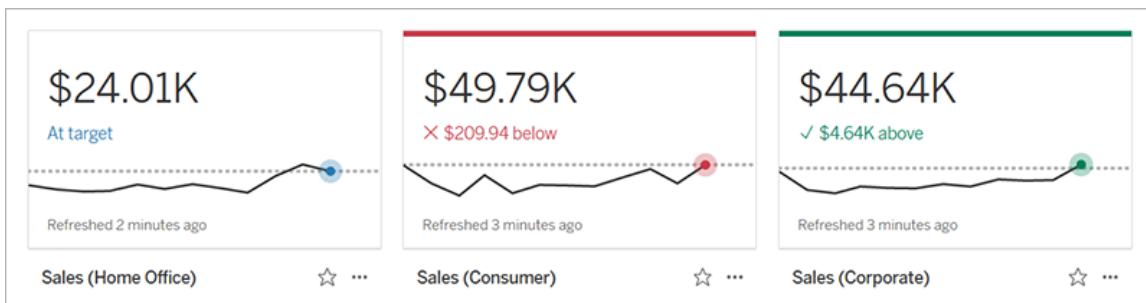 $24.01K
At target
Refreshed 2 minutes ago
Sales (Home Office)
$49.79K
$209.94 below
Refreshed 3 minutes ago
Sales (Consumer)
$44.64K
$4.64K above
Refreshed 3 minutes ago
Sales (Corporate)